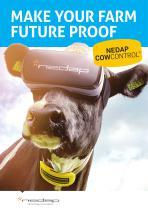 MAKE YOUR FARM
FUTURE PROOF
NEDAP
COWCONTROL
nedap
nedap